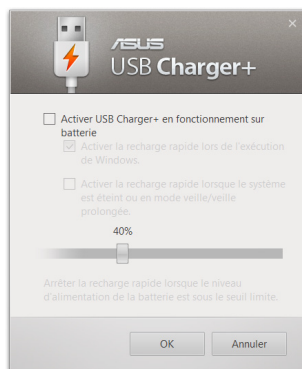 ASUS
USB Charger+
Activer USB Charger+ en fonctionnement sur
batterie
Activer la recharge rapide lors de l'exécution
de Windows.
Activer la recharge rapide lorsque le système
est éteint ou en mode veille/veille
prolongée.
40%
Arrêter la recharge rapide lorsque le niveau
d'alimentation de la batterie est sous le seuil limite.
OK
Annuler